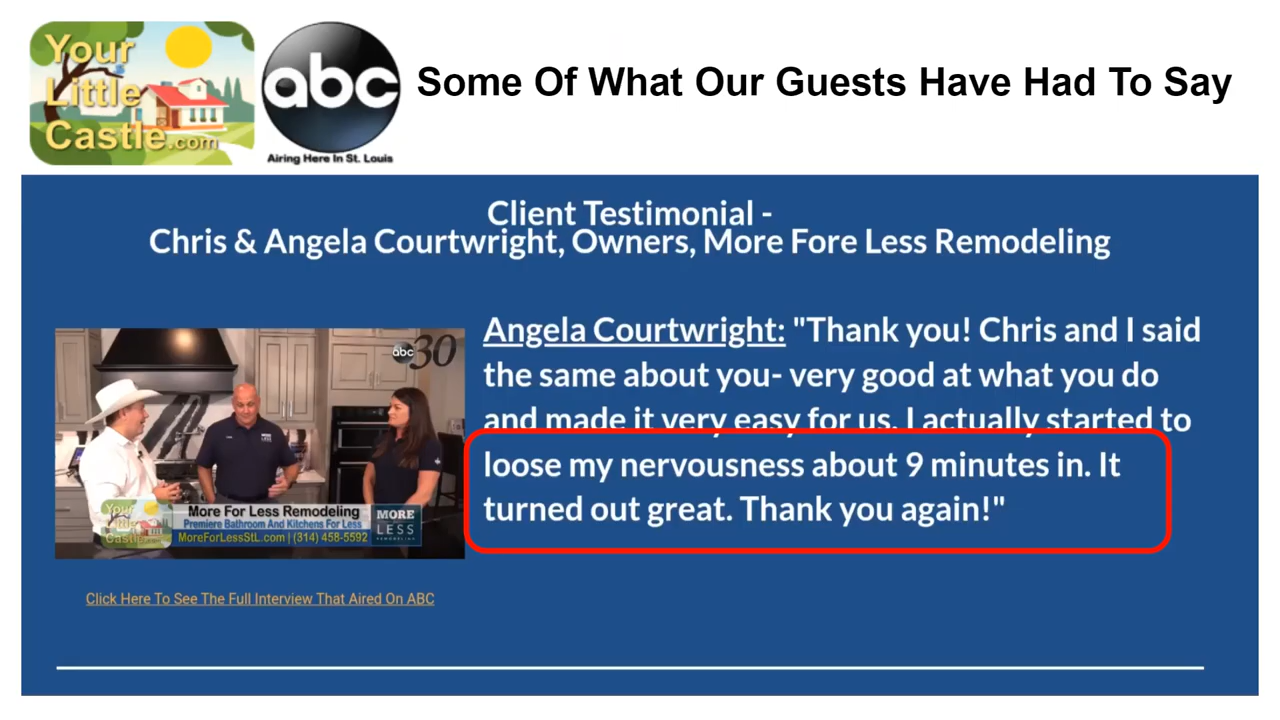 Your
Little
Castle.com
abc
Airing Here In St. Louis
Some Of What Our Guests Have Had To Say
Client Testimonial -
Chris & Angela Courtwright, Owners, More Fore Less Remodeling
abc 30
Your
Little
Castle.com
More For Less Remodeling
Premiere Bathroom And Kitchens For Less
MoreForLessStL.com | (314) 458-5592
MORE
LESS
REMODELING
Angela Courtwright: "Thank you! Chris and I said
the same about you- very good at what you do
and made it very easy for us. I actually started to
loose my nervousness about 9 minutes in. It
turned out great. Thank you again!"
Click Here To See The Full Interview That Aired On ABC